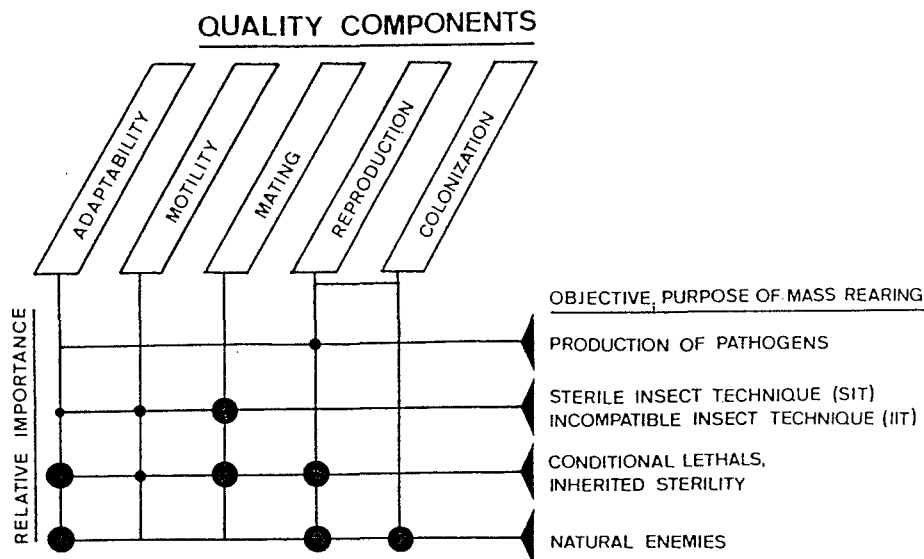 QUALITY COMPONENTS
ADAPTABILITY
MOTILITY
MATING
REPRODUCTION
COLONIZATION
RELATIVE IMPORTANCE
OBJECTIVE, PURPOSE OF MASS REARING
PRODUCTION OF PATHOGENS
STERILE INSECT TECHNIQUE (SIT)
INCOMPATIBLE INSECT TECHNIQUE (IIT)
CONDITIONAL LETHALS,
INHERITED STERILITY
NATURAL ENEMIES